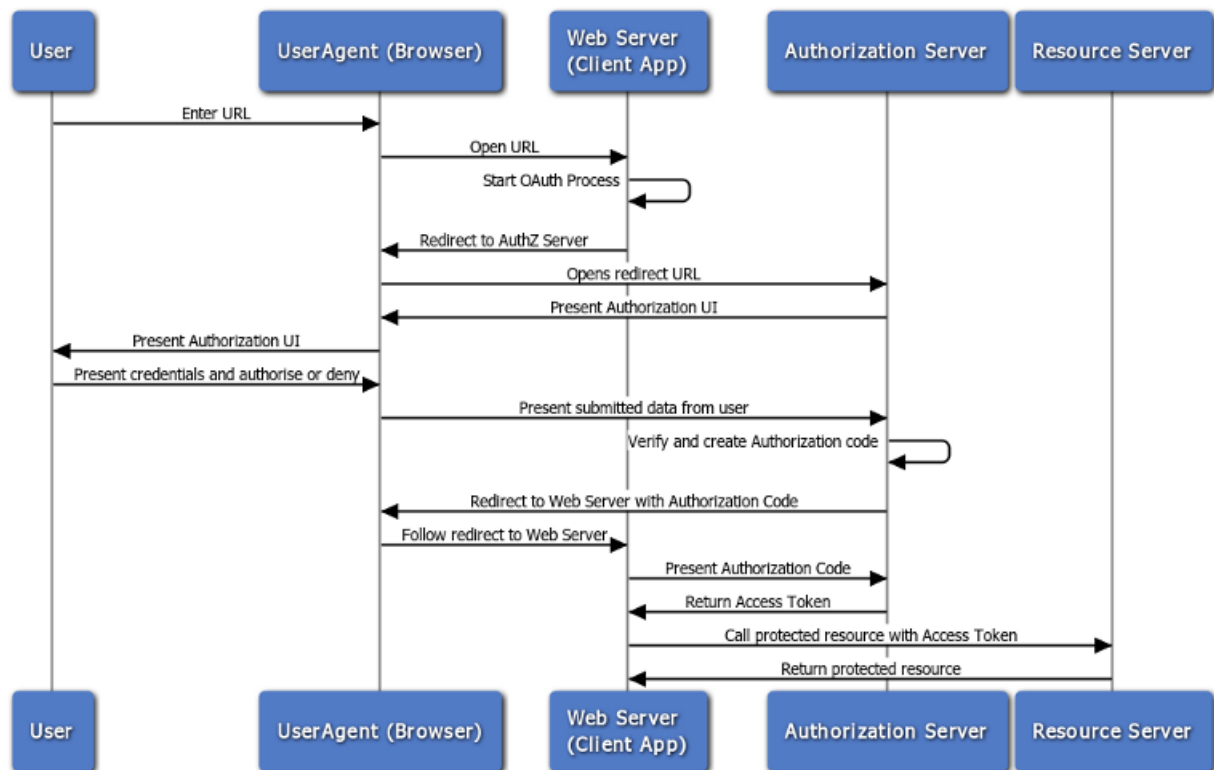 User
UserAgent (Browser)
Web Server
(Client App)
Authorization Server
Resource Server
Enter URL
Open URL
Start OAuth Process
Redirect to AuthZ Server
Opens redirect URL
Present Authorization UI
Present Authorization UI
Present credentials and authorise or deny
Present submitted data from user
Verify and create Authorization code
Redirect to Web Server with Authorization Code
Follow redirect to Web Server
Present Authorization Code
Return Access Token
Call protected resource with Access Token
Return protected resource
User
UserAgent (Browser)
Web Server
(Client App)
Authorization Server
Resource Server